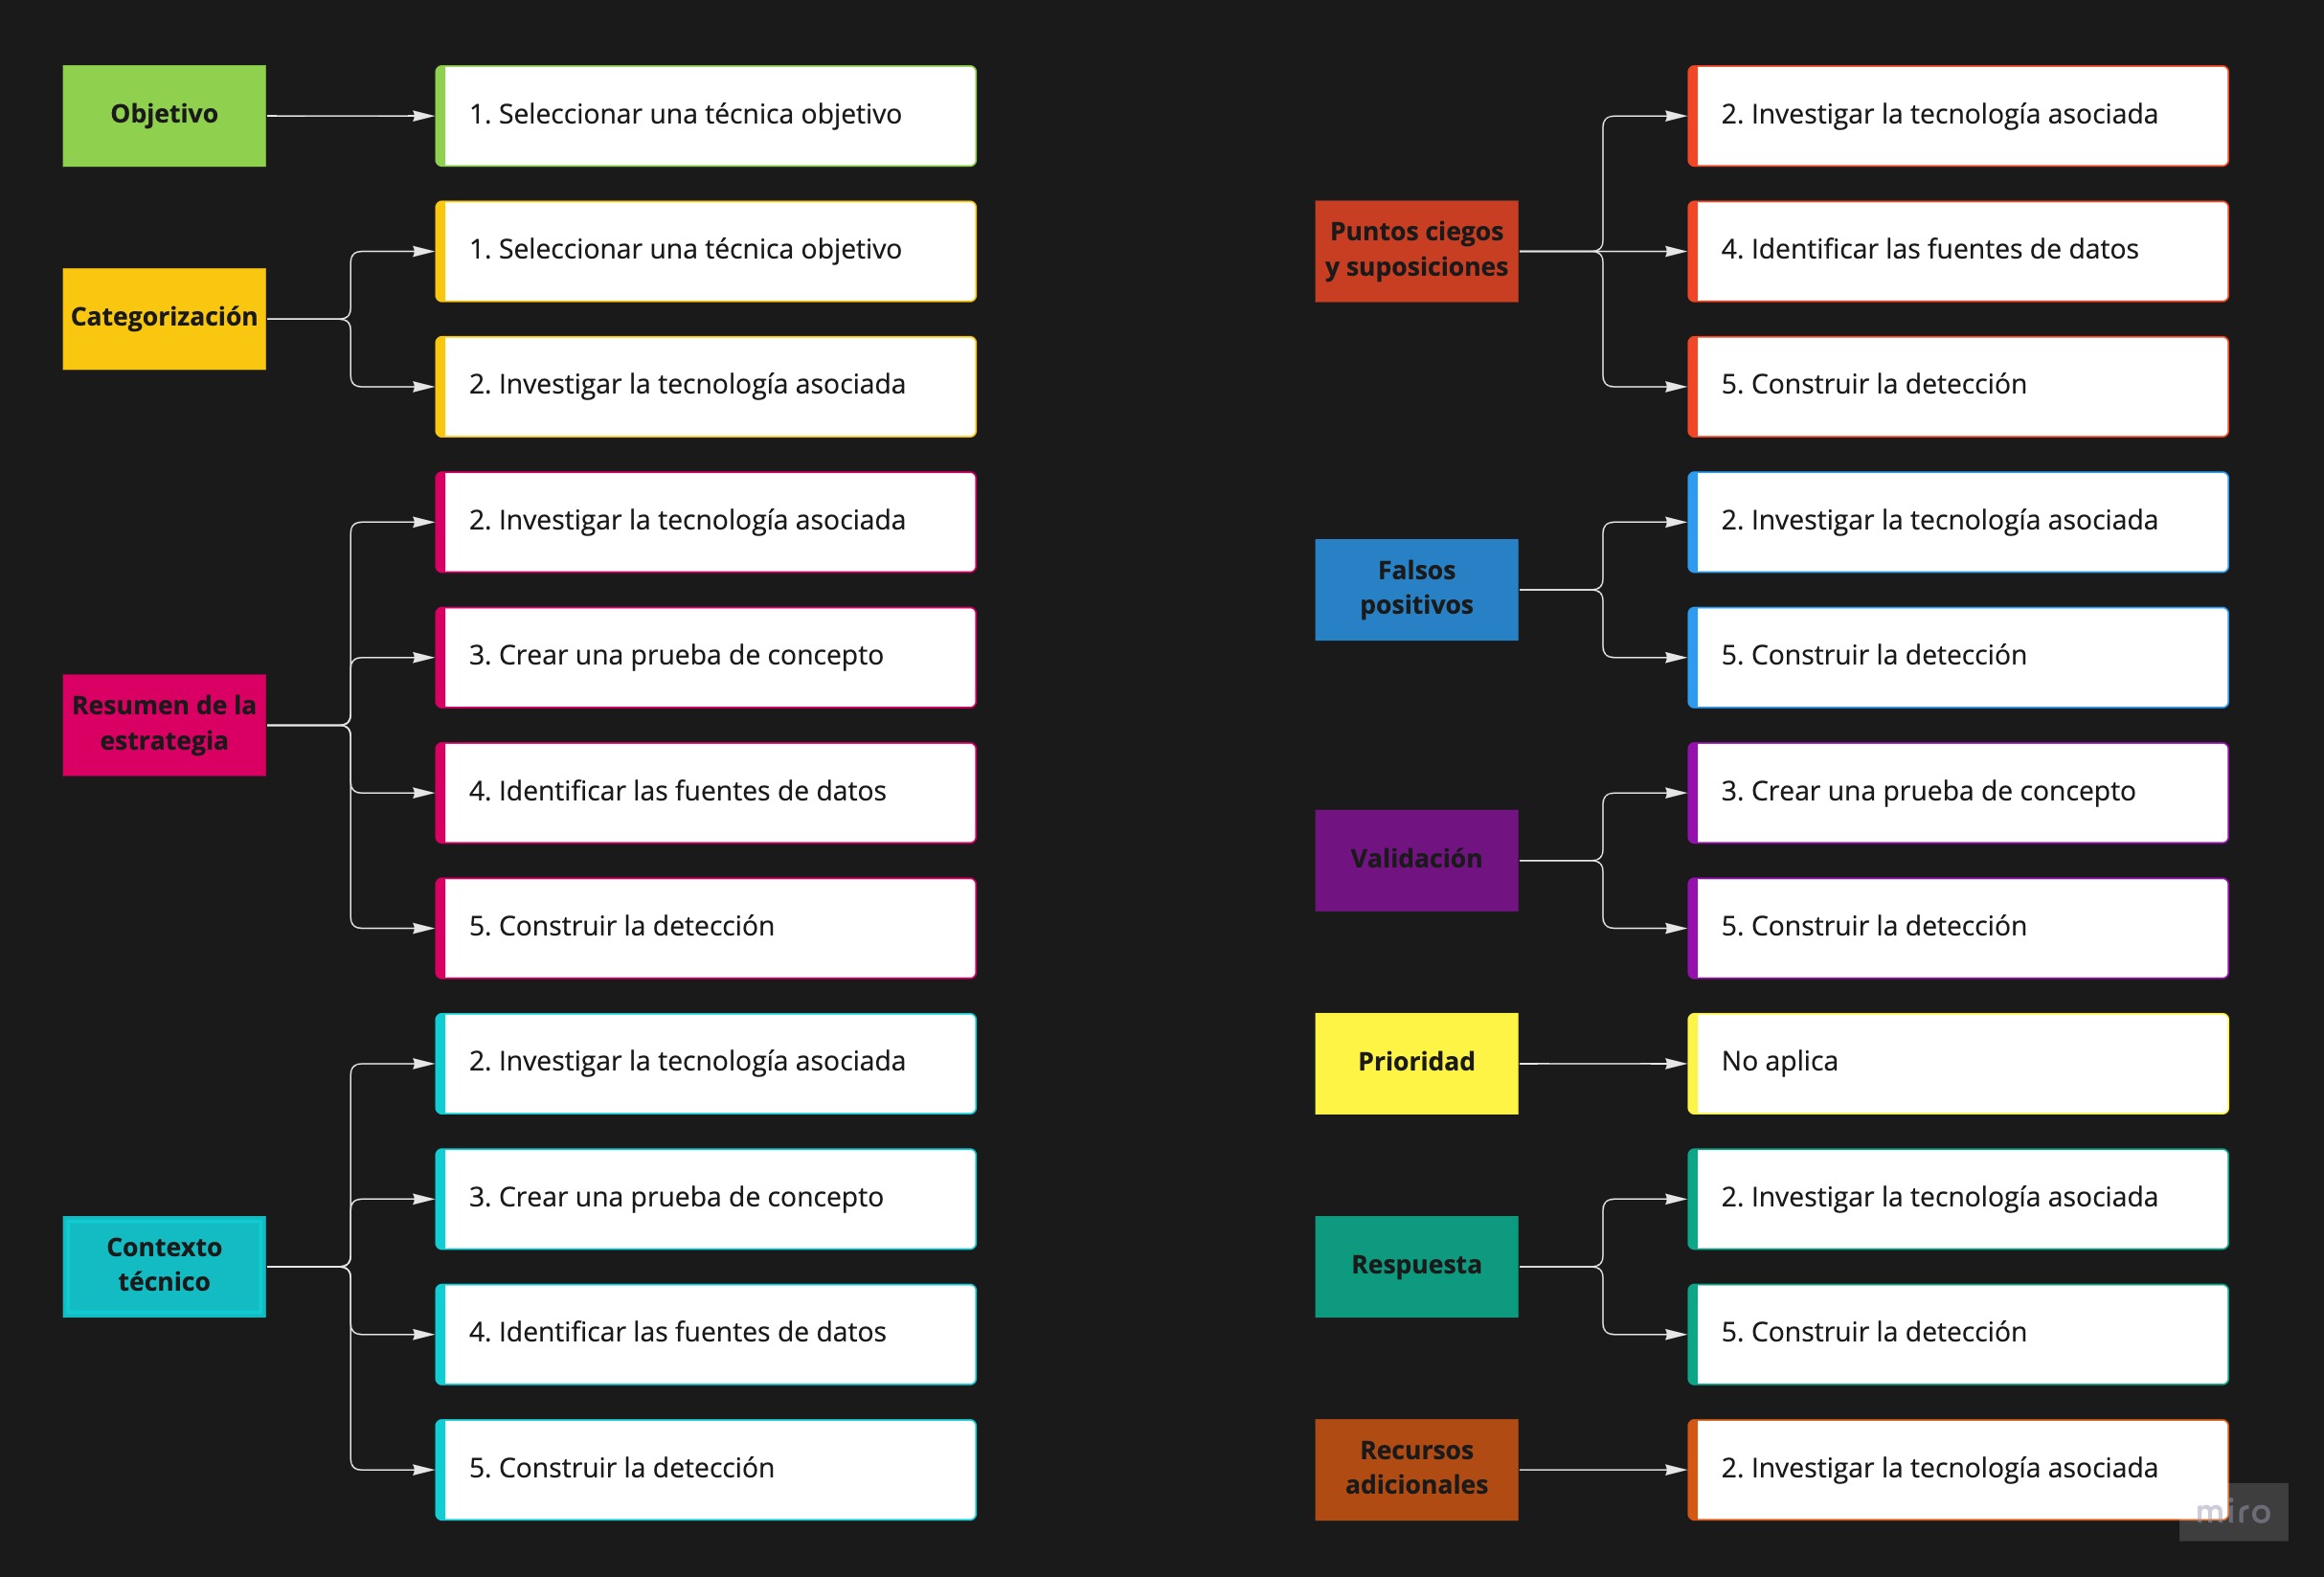 Objetivo
1. Seleccionar una técnica objetivo
Categorización
1. Seleccionar una técnica objetivo
2. Investigar la tecnología asociada
Resumen de la
estrategia
2. Investigar la tecnología asociada
3. Crear una prueba de concepto
4. Identificar las fuentes de datos
5. Construir la detección
Contexto
técnico
2. Investigar la tecnología asociada
3. Crear una prueba de concepto
4. Identificar las fuentes de datos
5. Construir la detección
Puntos ciegos
y suposiciones
2. Investigar la tecnología asociada
4. Identificar las fuentes de datos
5. Construir la detección
Falsos
positivos
2. Investigar la tecnología asociada
5. Construir la detección
Validación
3. Crear una prueba de concepto
5. Construir la detección
Prioridad
No aplica
Respuesta
2. Investigar la tecnología asociada
5. Construir la detección
Recursos
adicionales
2. Investigar la tecnología asociada
miro